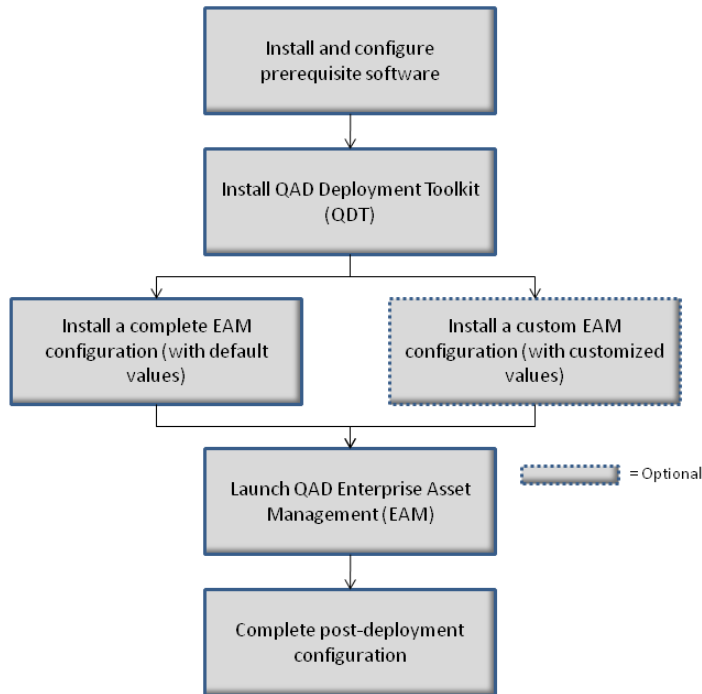 Install and configure
prerequisite software
Install QAD Deployment Toolkit
(QDT)
Install a complete EAM
configuration (with default
values)
Install a custom EAM
configuration (with customized
values)
Launch QAD Enterprise Asset
Management (EAM)
= Optional
Complete post-deployment
configuration